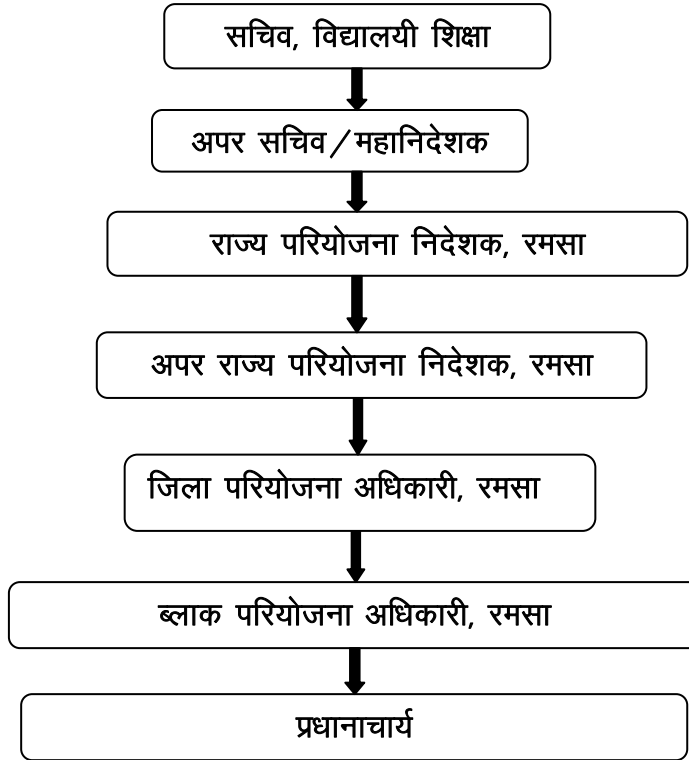 सचिव, विद्यालयी शिक्षा
अपर सचिव/महानिदेशक
राज्य परियोजना निदेशक, रमसा
अपर राज्य परियोजना निदेशक, रमसा
जिला परियोजना अधिकारी, रमसा
ब्लाक परियोजना अधिकारी, रमसा
प्रधानाचार्य